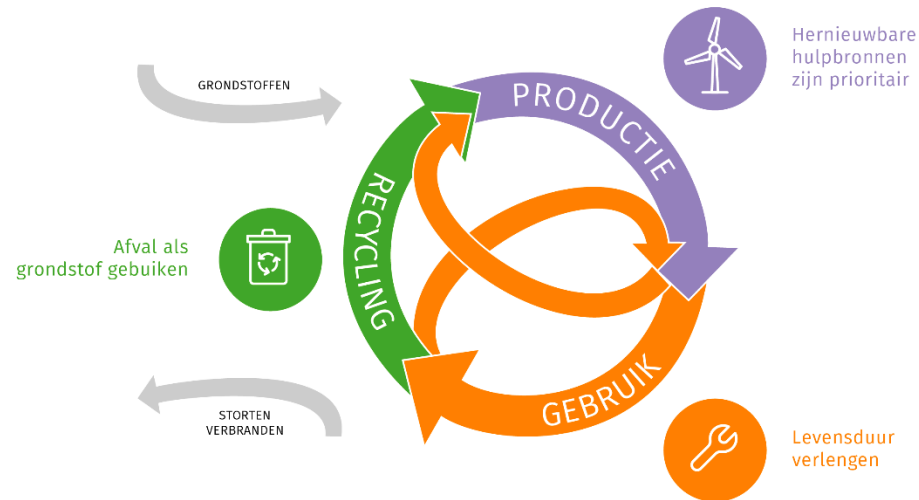 Hernieuwbare
hulpbronnen
zijn prioritair
GRONDSTOFFEN
PRODUCTIE
RECYCLING
Afval als
grondstof gebuiken
GEBRUIK
STORTEN
VERBRANDEN
Levensduur
verlengen